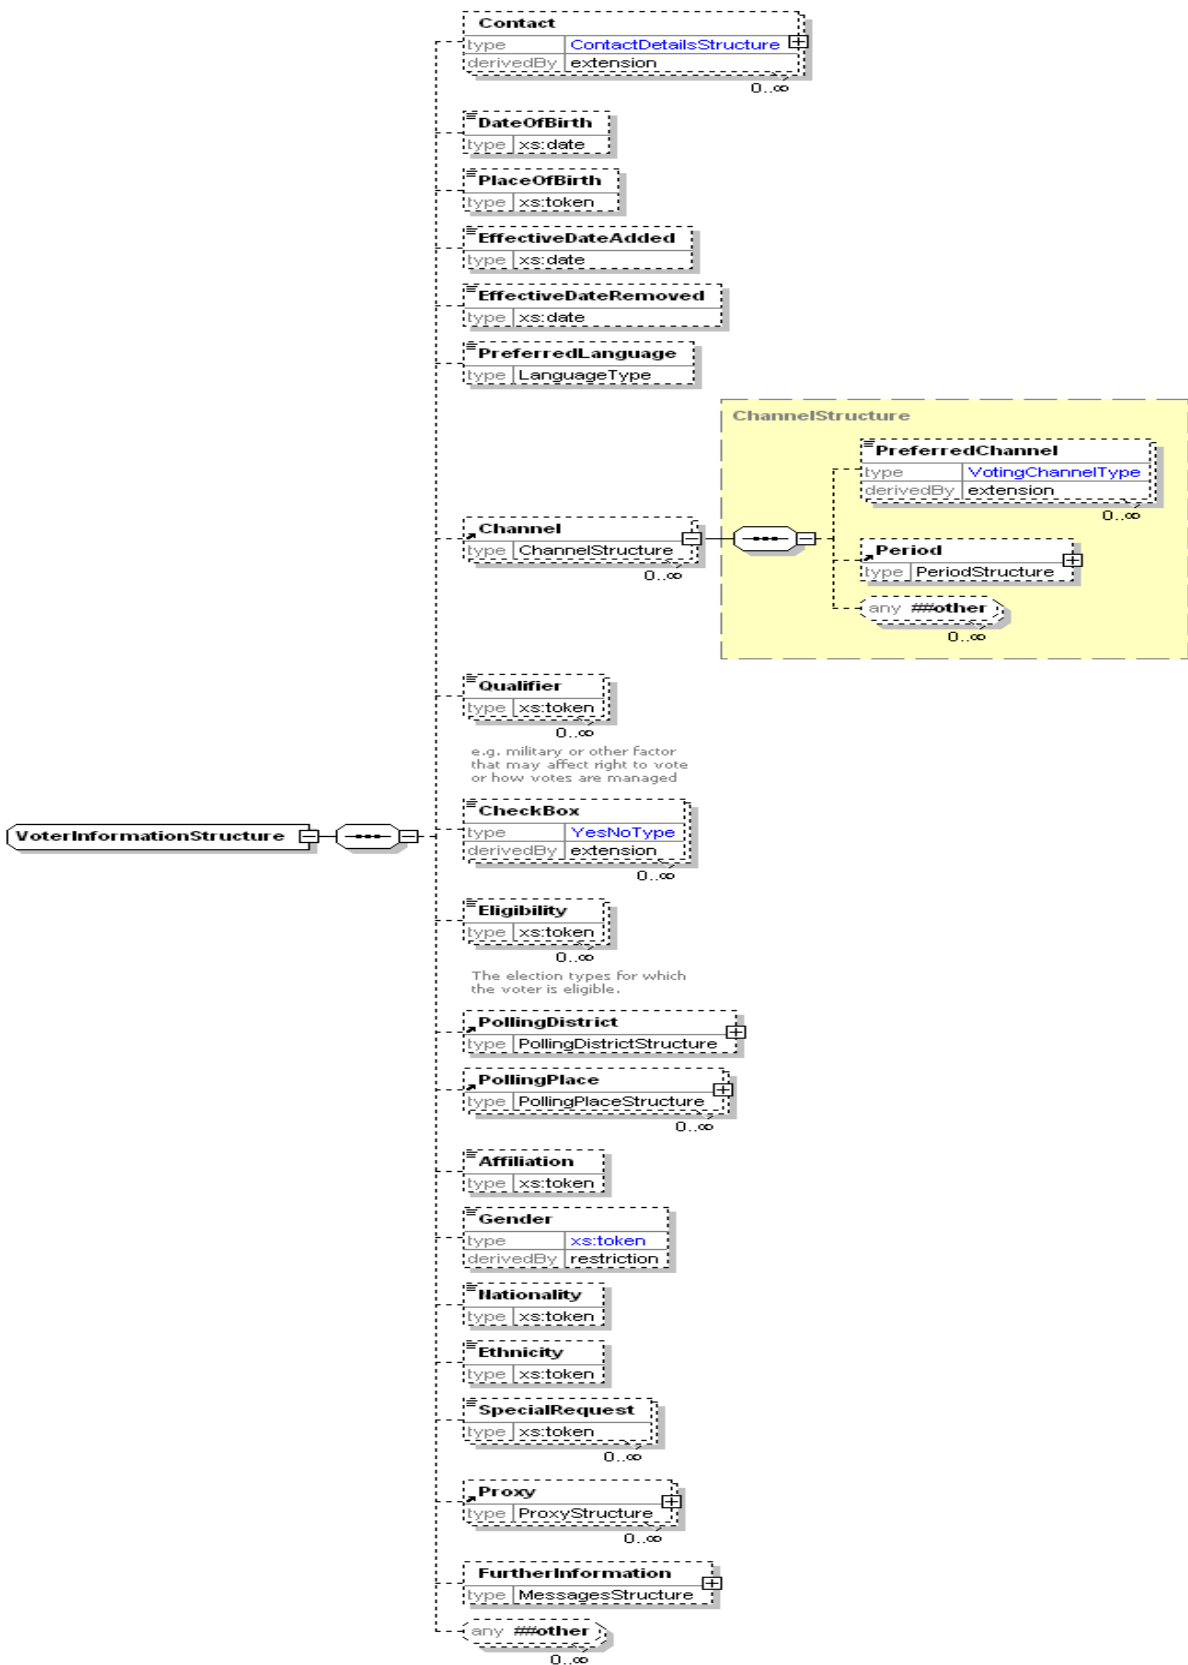 Contact
type ContactDetailsStructure
derivedBy extension
0..∞
DateOfBirth
type xs:date
PlaceOfBirth
type xs:token
EffectiveDateAdded
type xs:date
EffectiveDateRemoved
type xs:date
PreferredLanguage
type LanguageType
ChannelStructure
PreferredChannel
type VotingChannelType
derivedBy extension
0..∞
Channel
type ChannelStructure
0..∞
Period
type PeriodStructure
any ##other
0..∞
Qualifier
type xs:token
0..∞
e.g. military or other factor
that may affect right to vote
or how votes are managed
CheckBox
type YesNoType
derivedBy extension
0..∞
VoterInformationStructure
Eligibility
type xs:token
0..∞
The election types for which
the voter is eligible.
PollingDistrict
type PollingDistrictStructure
PollingPlace
type PollingPlaceStructure
0..∞
Affiliation
type xs:token
Gender
type xs:token
derivedBy restriction
Nationality
type xs:token
Ethnicity
type xs:token
SpecialRequest
type xs:token
0..∞
Proxy
type ProxyStructure
0..∞
FurtherInformation
type MessagesStructure
any ##other
0..∞